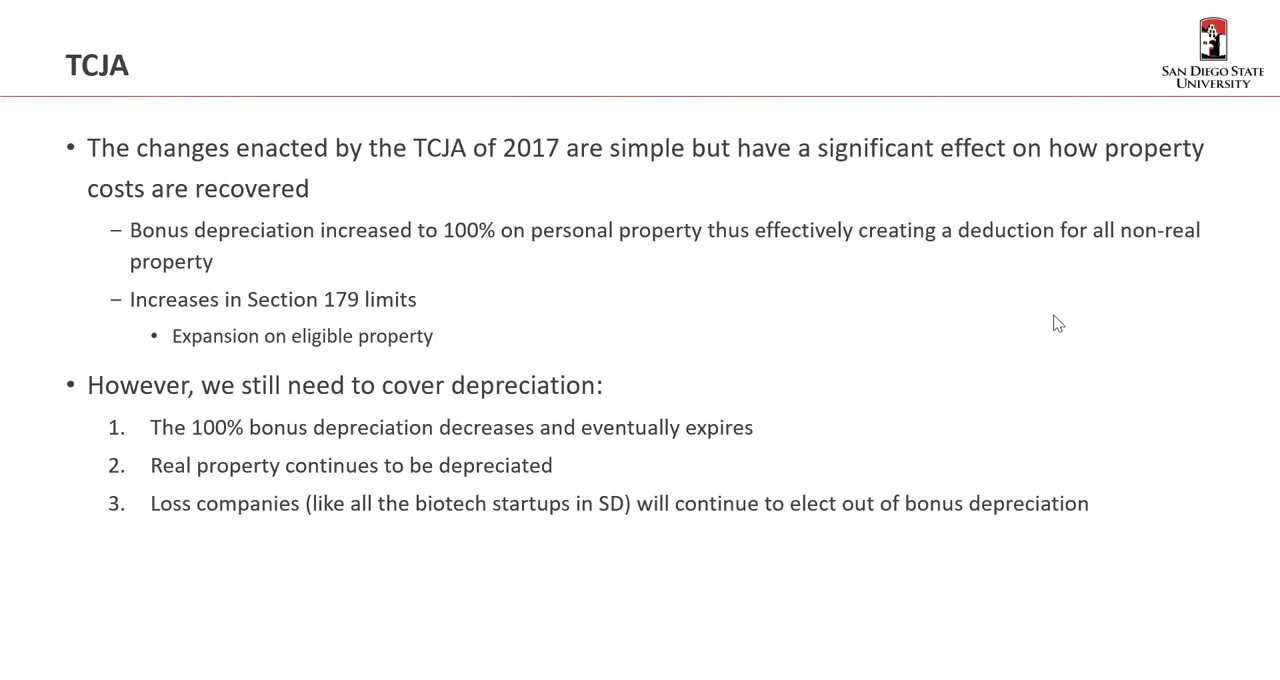 TCJA
SAN DIEGO STATE
UNIVERSITY
• The changes enacted by the TCJA of 2017 are simple but have a significant effect on how property
costs are recovered
– Bonus depreciation increased to 100% on personal property thus effectively creating a deduction for all non-real
property
– Increases in Section 179 limits
• Expansion on eligible property
• However, we still need to cover depreciation:
1. The 100% bonus depreciation decreases and eventually expires
2. Real property continues to be depreciated
3. Loss companies (like all the biotech startups in SD) will continue to elect out of bonus depreciation